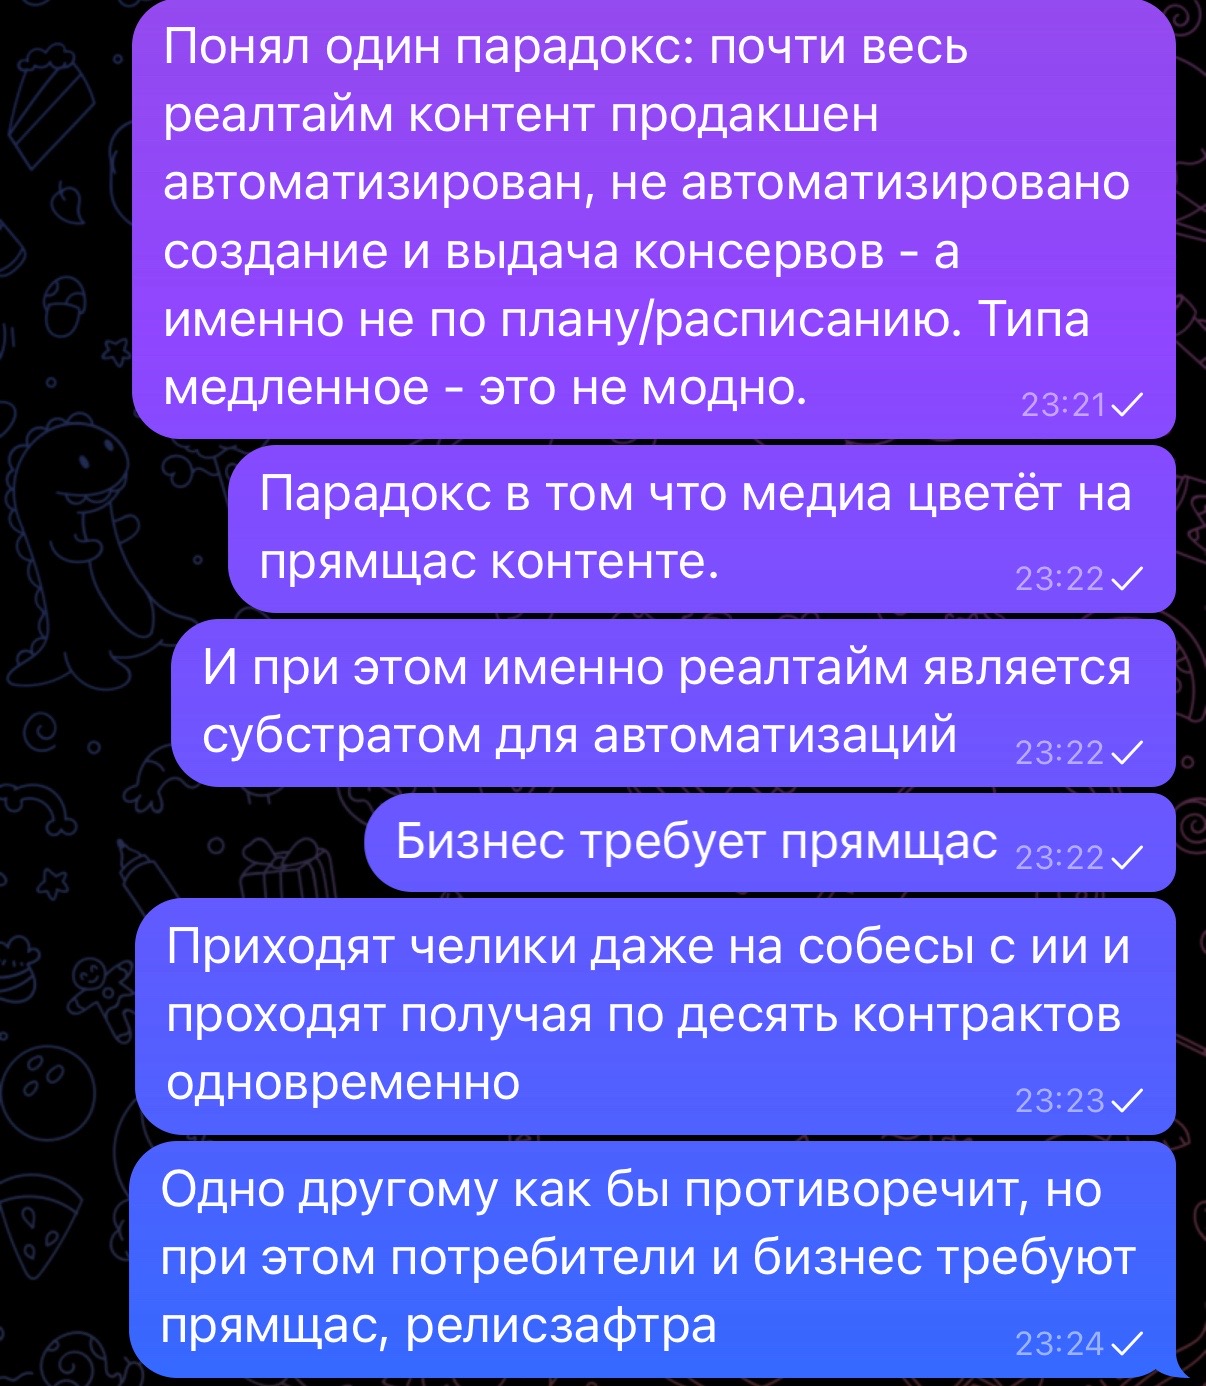 Понял один парадокс: почти весь
реалтайм контент продакшен
автоматизирован, не автоматизировано
создание и выдача консервов - а
именно не по плану/расписанию. Типа
медленное - это не модно.
23:21
Парадокс в том что медиа цветёт на
прямщас контенте.
23:22
И при этом именно реалтайм является
субстратом для автоматизаций
23:22
Бизнес требует прямщас
23:22
Приходят челики даже на собесы с ии и
проходят получая по десять контрактов
одновременно
23:23
Одно другому как бы противоречит, но
при этом потребители и бизнес требуют
прямщас, релисзафтра
23:24